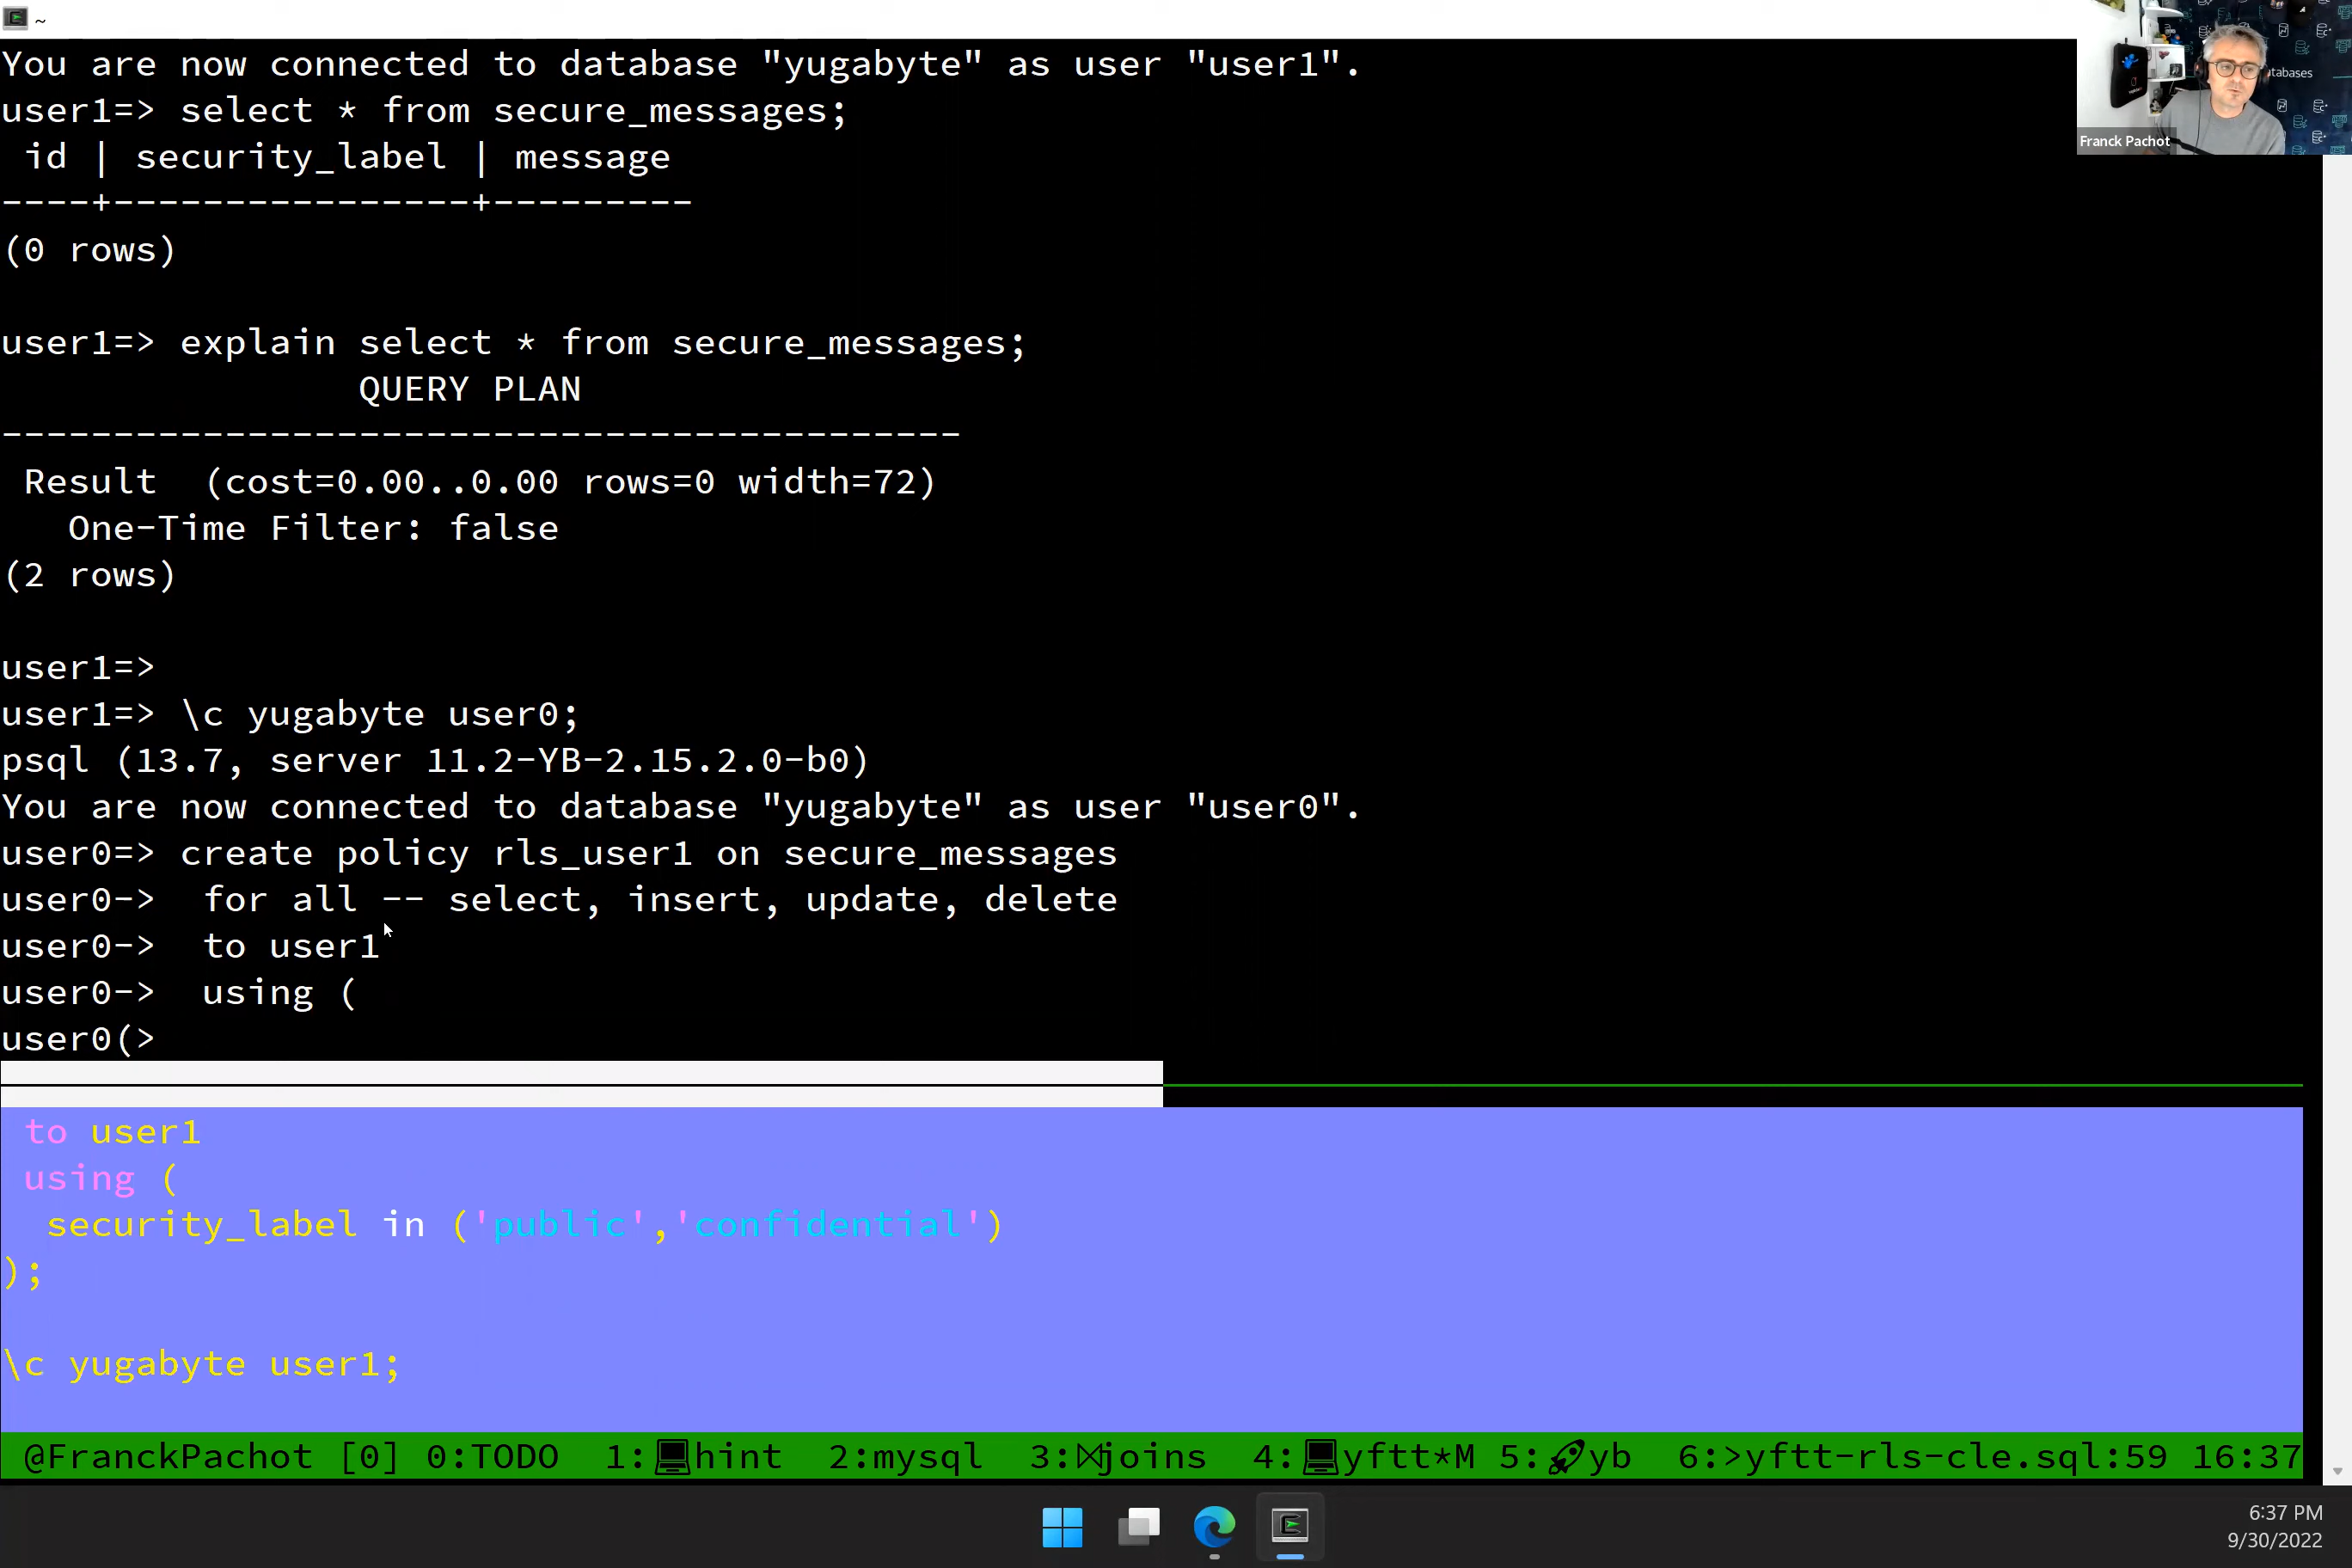 ~
You are now connected to database "yugabyte" as user "user1".
user1=> select * from secure_messages;
 id | security_label | message
----+----------------+---------
(0 rows)
user1=> explain select * from secure_messages;
QUERY PLAN
-------------------------------------------
 Result  (cost=0.00..0.00 rows=0 width=72)
   One-Time Filter: false
(2 rows)
user1=>
user1=> \c yugabyte user0;
psql (13.7, server 11.2-YB-2.15.2.0-b0)
You are now connected to database "yugabyte" as user "user0".
user0=> create policy rls_user1 on secure_messages
user0->  for all -- select, insert, update, delete
user0->  to user1
user0->  using (
user0(>
 to user1
 using (
  security_label in ('public','confidential')
);
\c yugabyte user1;
@FranckPachot [0] 0:TODO  1:💻hint  2:mysql  3:⋈joins  4:💻yftt*M 5:🚀yb  6:>yftt-rls-cle.sql:59 16:37
tabases
Franck Pachot
6:37 PM
9/30/2022